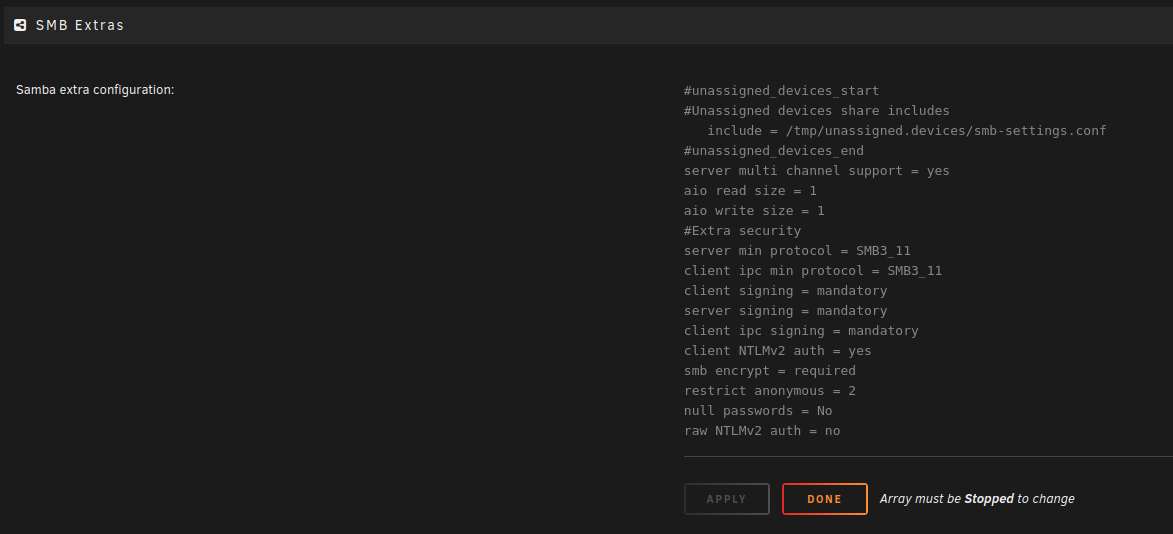 SMB Extras
Samba extra configuration:
#unassigned_devices_start
#Unassigned devices share includes
   include = /tmp/unassigned.devices/smb-settings.conf
#unassigned_devices_end
server multi channel support = yes
aio read size = 1
aio write size = 1
#Extra security
server min protocol = SMB3_11
client ipc min protocol = SMB3_11
client signing = mandatory
server signing = mandatory
client ipc signing = mandatory
client NTLMv2 auth = yes
smb encrypt = required
restrict anonymous = 2
null passwords = No
raw NTLMv2 auth = no
APPLY DONE Array must be Stopped to change